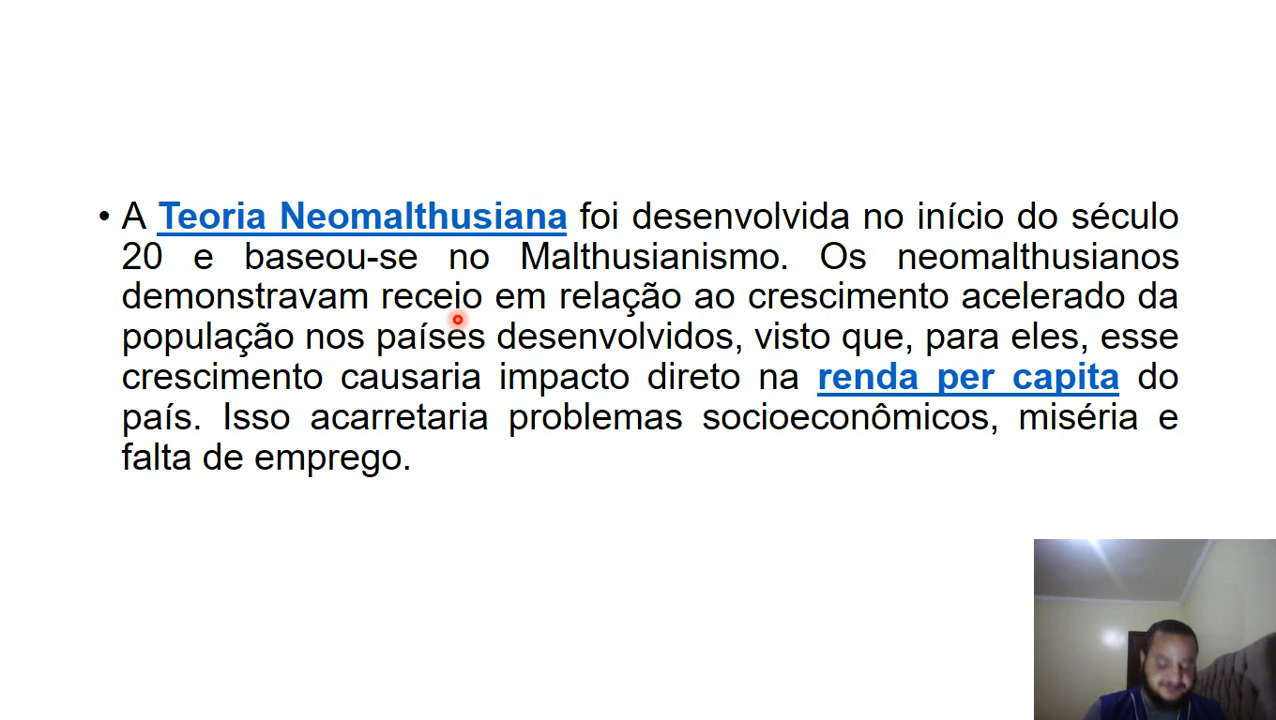 • A Teoria Neomalthusiana foi desenvolvida no início do século
20 e baseou-se no Malthusianismo. Os neomalthusianos
demonstravam receio em relação ao crescimento acelerado da
população nos países desenvolvidos, visto que, para eles, esse
crescimento causaria impacto direto na renda per capita do
país. Isso acarretaria problemas socioeconômicos, miséria e
falta de emprego.